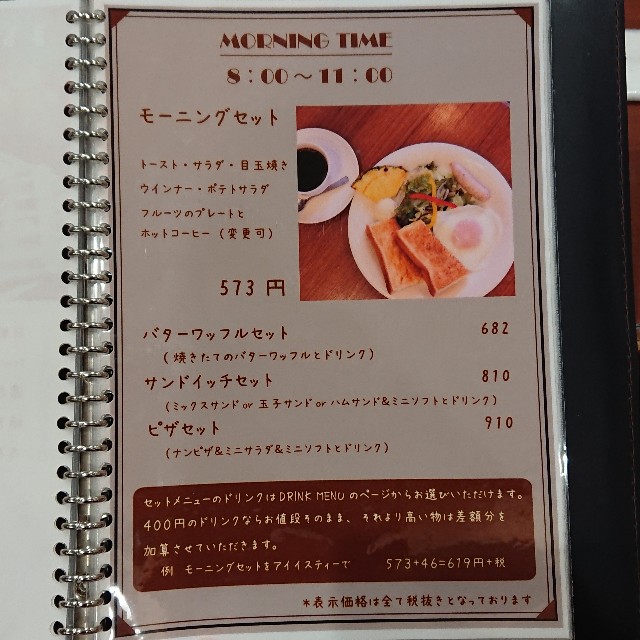 MORNING TIME
8:00～11:00
モーニングセット
トースト・サラダ・目玉焼き
ウインナー・ポテトサラダ
フルーツのプレートと
ホットコーヒー（変更可）
573 円
バターワッフルセット 682
（焼きたてのバターワッフルとドリンク）
サンドイッチセット 810
（ミックスサンド or 玉子サンド or ハムサンド&ミニソフトとドリンク）
ピザセット 910
（ナンピザ&ミニサラダ&ミニソフトとドリンク）
セットメニューのドリンクはDRINK MENUのページからお選びいただけます。
400円のドリンクならお値段そのまま、それより高い物は差額分を
加算させていただきます。
例 モーニングセットをアイイスティーで 573+46=619円+税
＊表示価格は全て税抜きとなっております